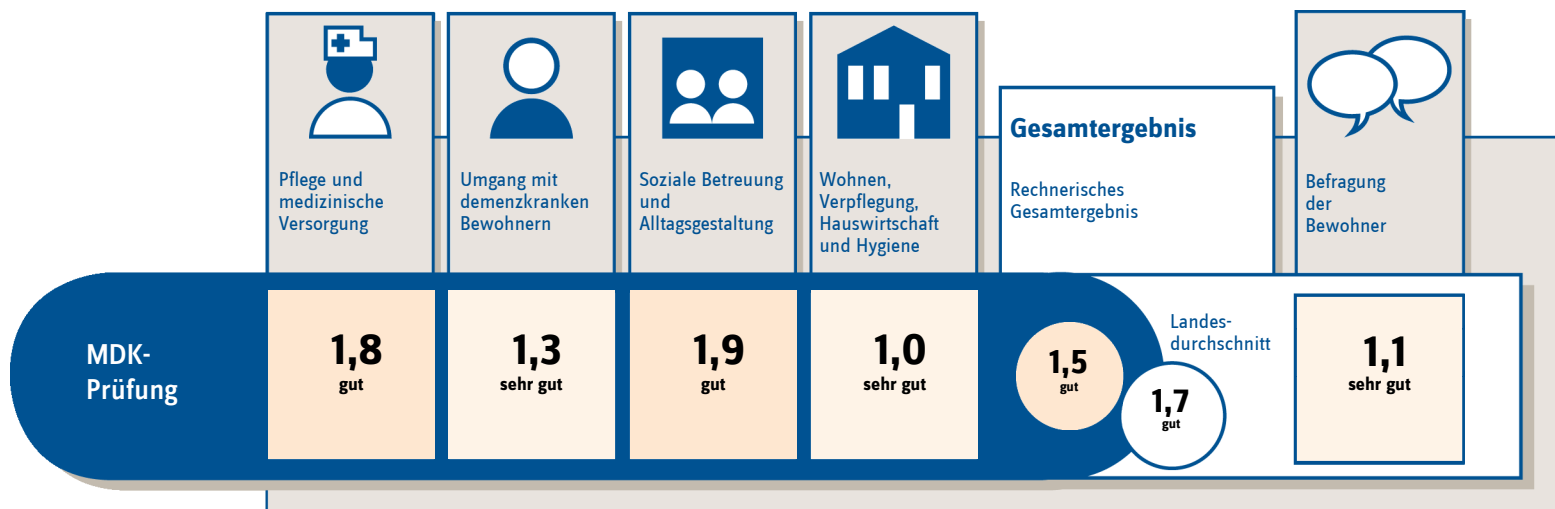 Pflege und
medizinische
Versorgung
Umgang mit
demenzkranken
Bewohnern
Soziale Betreuung
und
Alltagsgestaltung
Wohnen,
Verpflegung,
Hauswirtschaft
und Hygiene
Gesamtergebnis
Rechnerisches
Gesamtergebnis
Befragung
der
Bewohner
MDK-
Prüfung
1,8
gut
1,3
sehr gut
1,9
gut
1,0
sehr gut
1,5
gut
Landes-
durchschnitt
1,7
gut
1,1
sehr gut